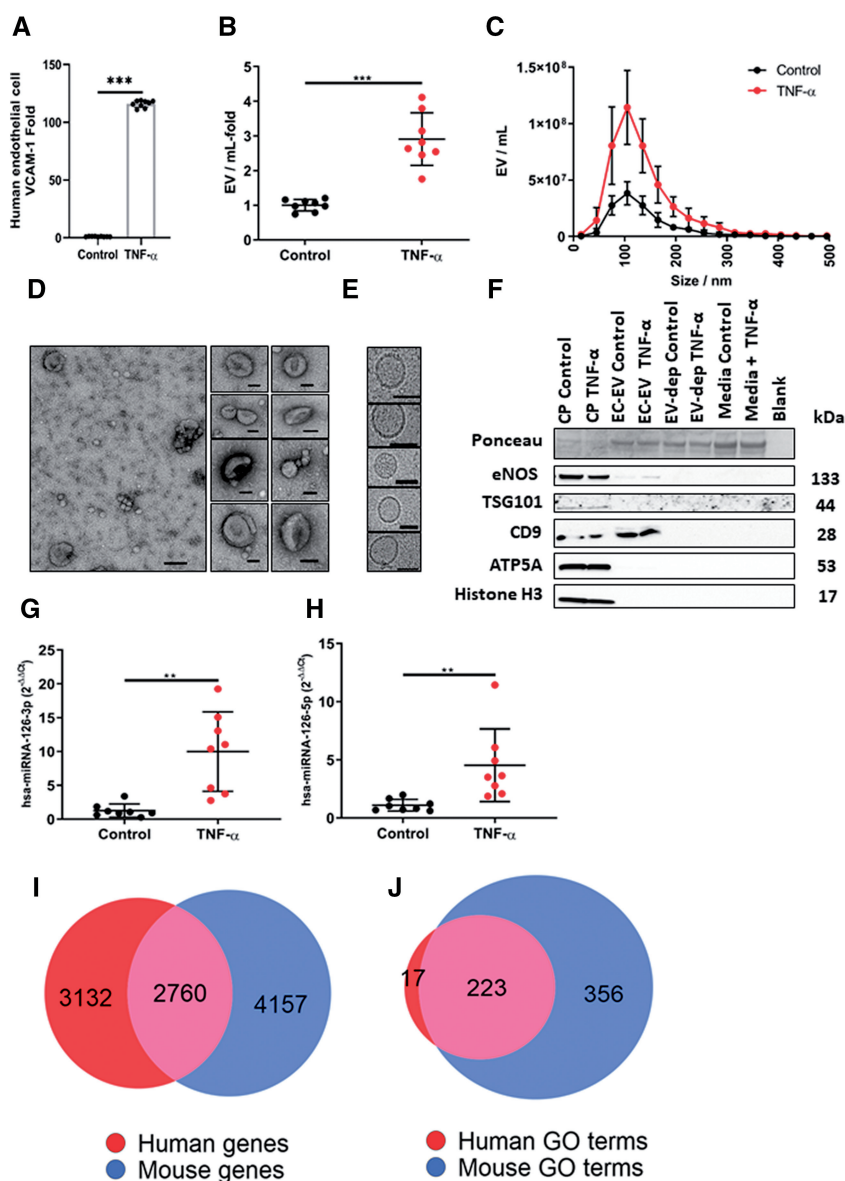 A
Human endothelial cell
VCAM-1 Fold
150
100
50
0
***
Control TNF-α
B
EV / mL-fold
5
4
3
2
1
0
***
Control TNF-α
C
EV / mL
1.5×10⁸
1×10⁸
5×10⁷
0
0 100 200 300 400 500
Size / nm
Control
TNF-α
D
E
F
CP Control
CP TNF-α
EC-EV Control
EC-EV TNF-α
EV-dep Control
EV-dep TNF-α
Media Control
Media + TNF-α
Blank
kDa
Ponceau
eNOS 133
TSG101 44
CD9 28
ATP5A 53
Histone H3 17
G
hsa-miRNA-126-3p (2^-ΔΔCt)
25
20
15
10
5
0
**
Control TNF-α
H
hsa-miRNA-126-5p (2^-ΔΔCt)
15
10
5
0
**
Control TNF-α
I
3132 2760 4157
Human genes
Mouse genes
J
17 223 356
Human GO terms
Mouse GO terms